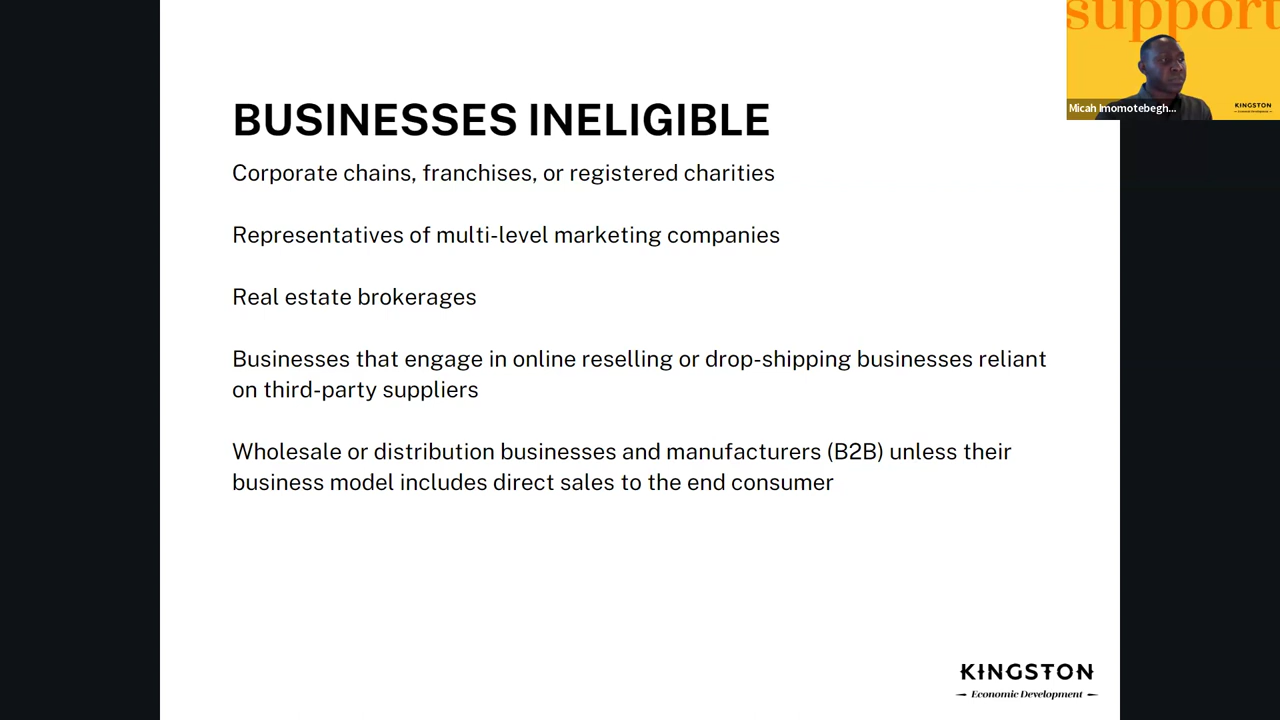 support
Micah Imomotebegh...
KINGSTON
Economic Development
BUSINESSES INELIGIBLE
Corporate chains, franchises, or registered charities
Representatives of multi-level marketing companies
Real estate brokerages
Businesses that engage in online reselling or drop-shipping businesses reliant
on third-party suppliers
Wholesale or distribution businesses and manufacturers (B2B) unless their
business model includes direct sales to the end consumer
KINGSTON
Economic Development